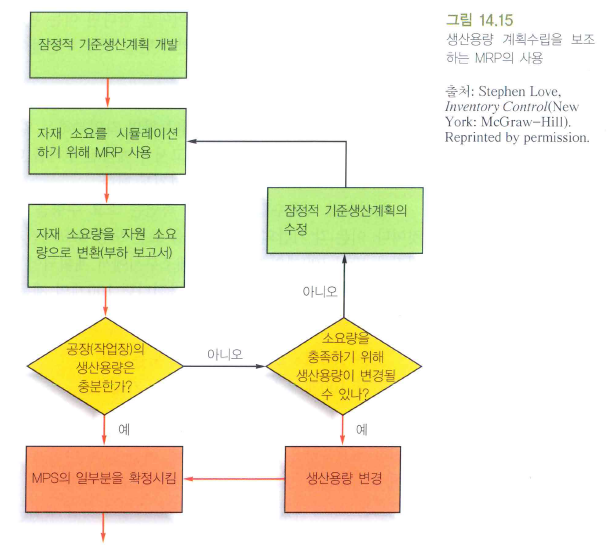 잠정적 기준생산계획 개발
자재 소요를 시뮬레이션
하기 위해 MRP 사용
자재 소요량을 자원 소요
량으로 변환(부하 보고서)
공장(작업장)의
생산용량은
충분한가?
예
아니오
소요량을
충족하기 위해
생산용량이 변경될
수 있나?
아니오
잠정적 기준생산계획의
수정
예
생산용량 변경
MPS의 일부분을 확정시킴
그림 14.15
생산용량 계획수립을 보조
하는 MRP의 사용
출처: Stephen Love,
Inventory Control(New
York: McGraw-Hill).
Reprinted by permission.